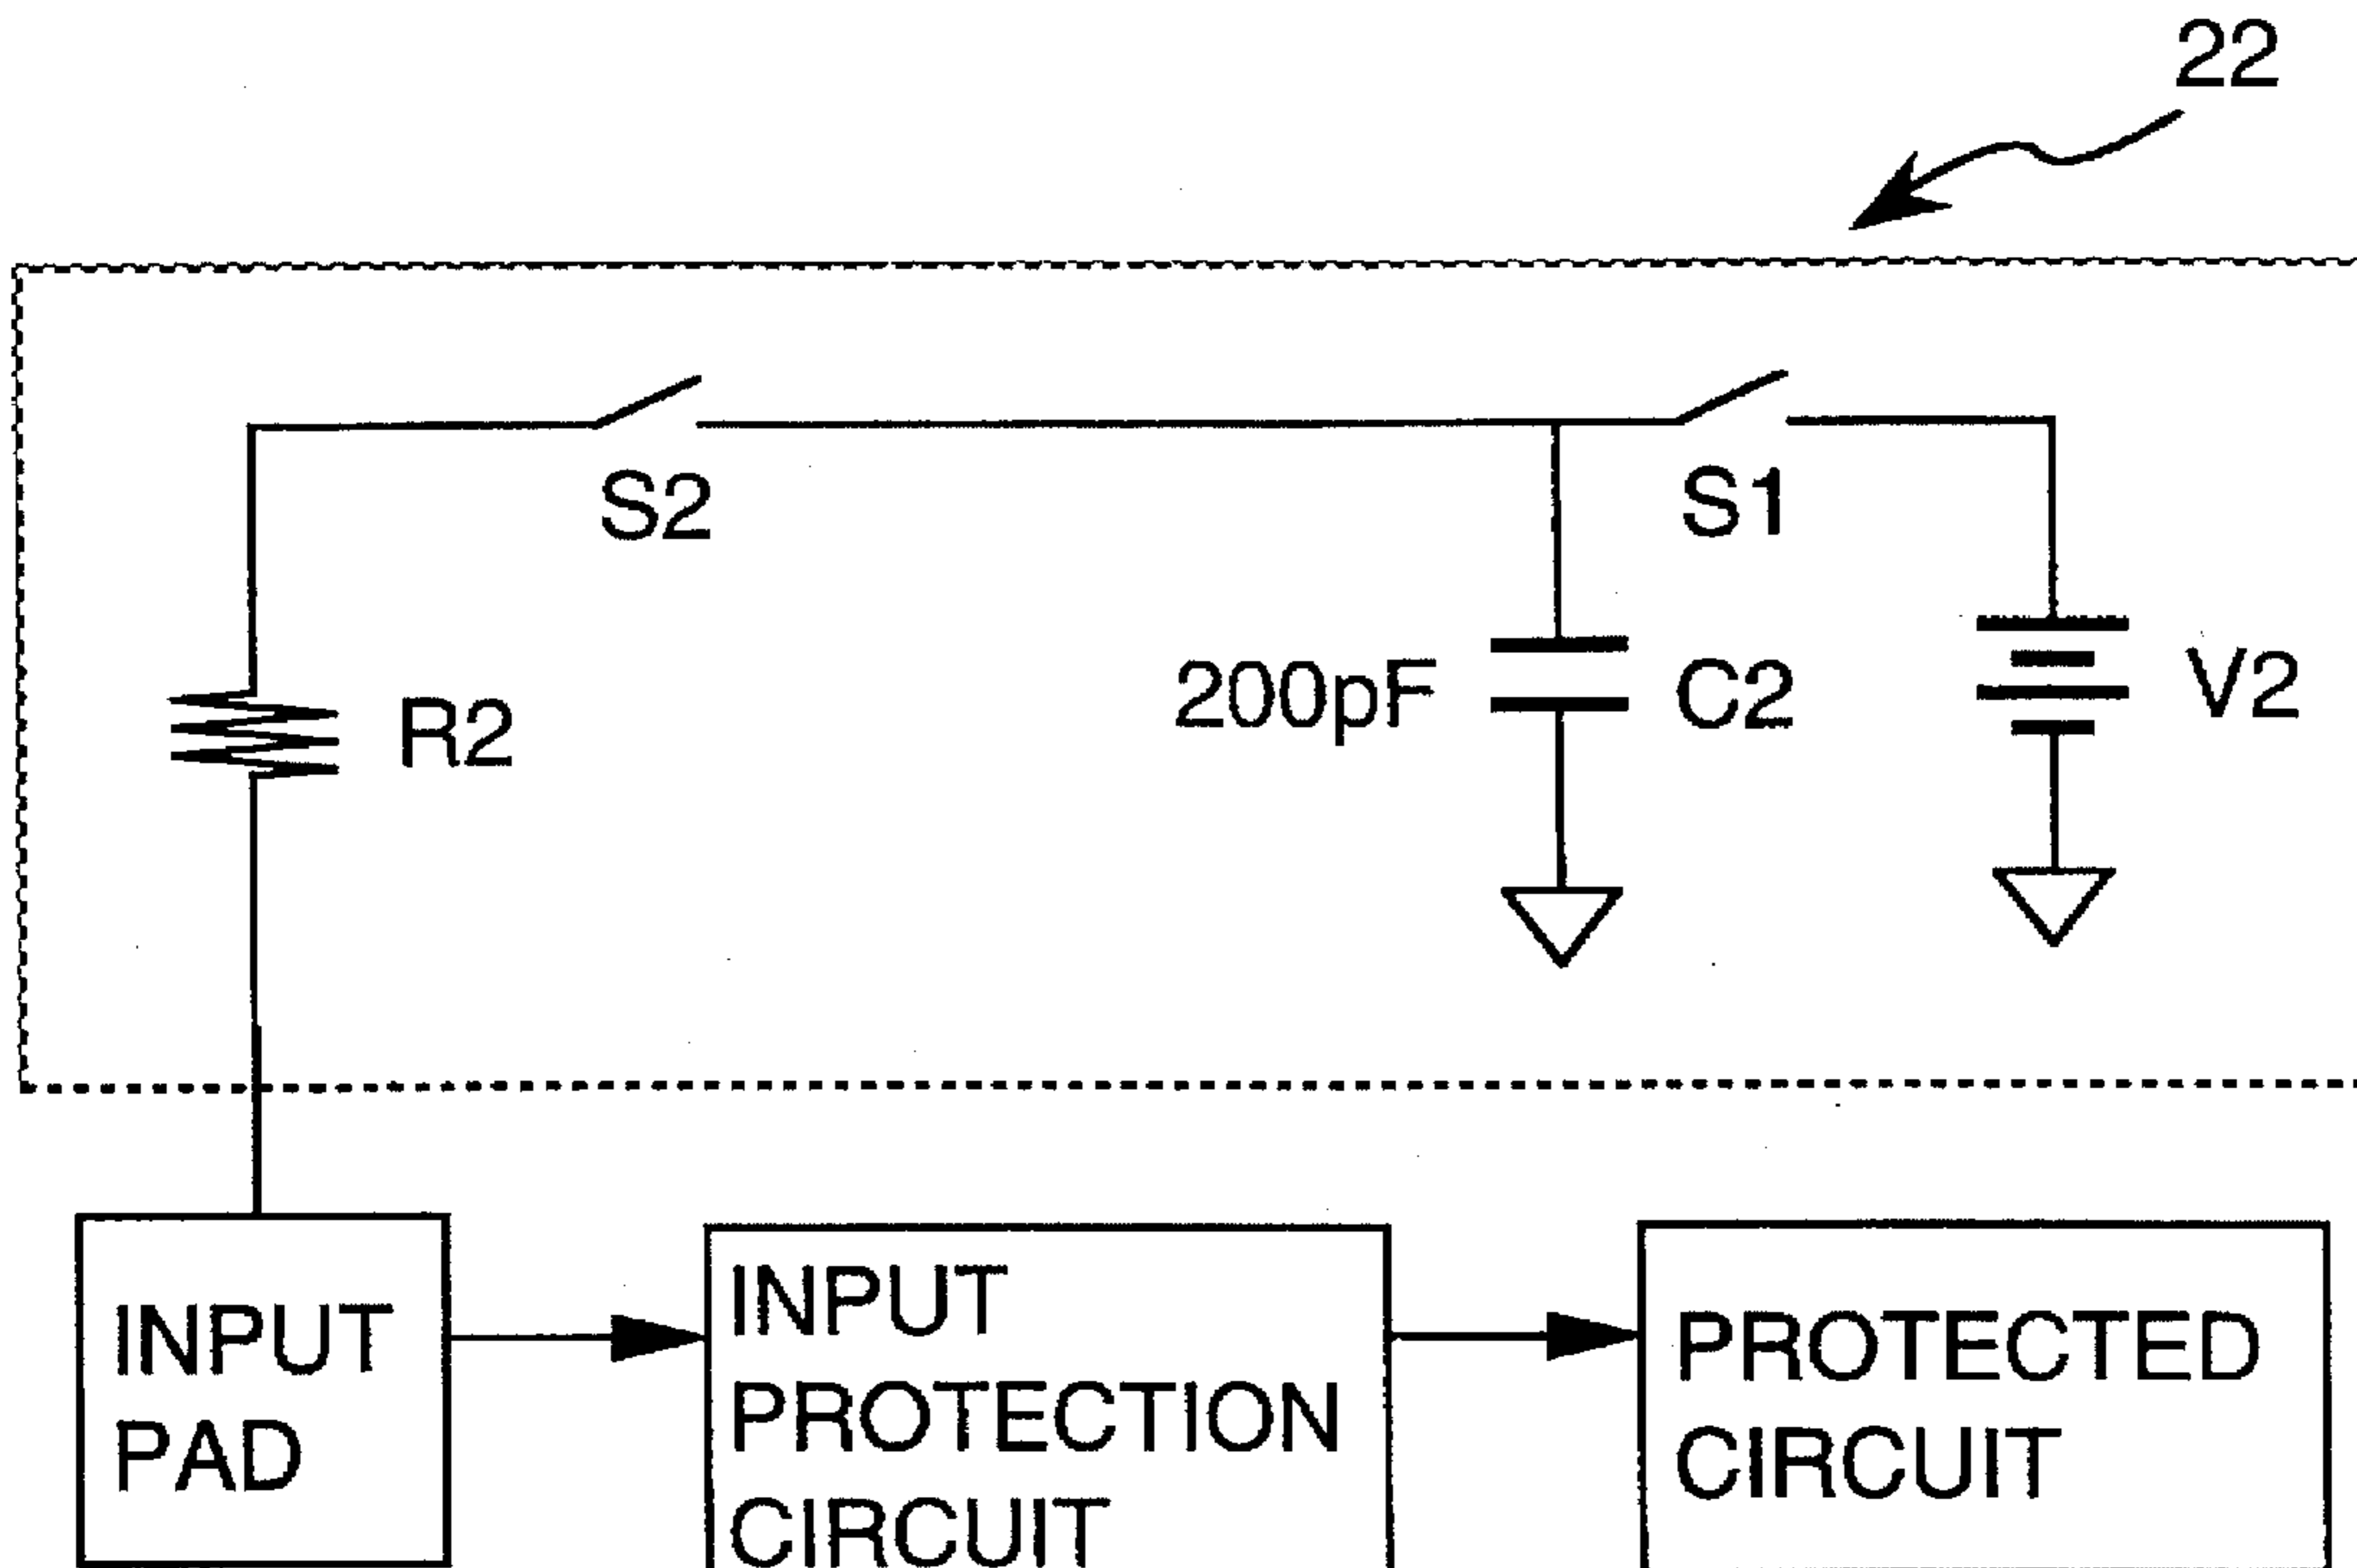 22
S2
S1
R2
200pF
C2
V2
INPUT
PAD
INPUT
PROTECTION
CIRCUIT
PROTECTED
CIRCUIT